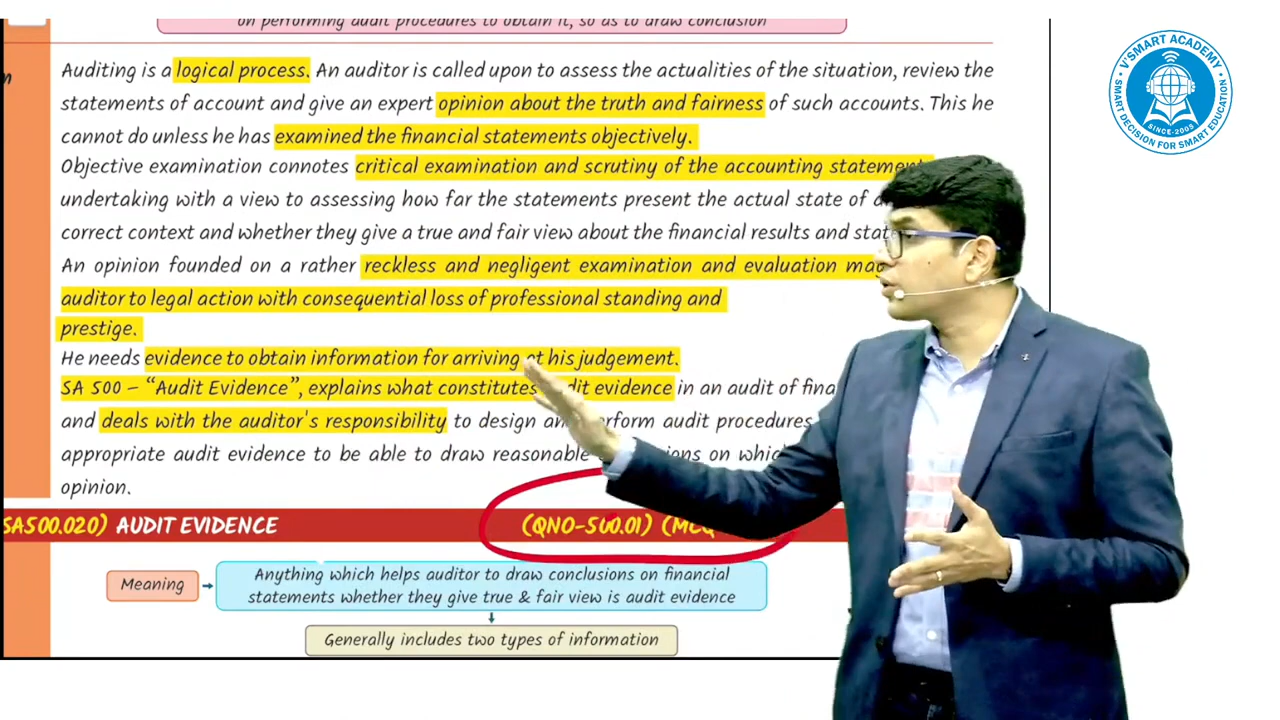 on performing audit procedures to obtain it, so as to draw conclusion
Auditing is a logical process. An auditor is called upon to assess the actualities of the situation, review the
statements of account and give an expert opinion about the truth and fairness of such accounts. This he
cannot do unless he has examined the financial statements objectively.
Objective examination connotes critical examination and scrutiny of the accounting
undertaking with a view to assessing how far the statements present the actual state of
correct context and whether they give a true and fair view about the financial results and
An opinion founded on a rather reckless and negligent examination and evaluation
auditor to legal action with consequential loss of professional standing and
prestige.
He needs evidence to obtain information for arriving at his judgement.
SA 500 – “Audit Evidence”, explains what constitutes audit evidence in an audit of
and deals with the auditor's responsibility to design perform audit procedures
appropriate audit evidence to be able to draw reasonable on which
opinion.
SA500.020) AUDIT EVIDENCE (QNO-500.01)
Meaning
Anything which helps auditor to draw conclusions on financial
statements whether they give true & fair view is audit evidence
Generally includes two types of information
V'SMART ACADEMY
SINCE-2005
SMART DECISION FOR SMART EDUCATION